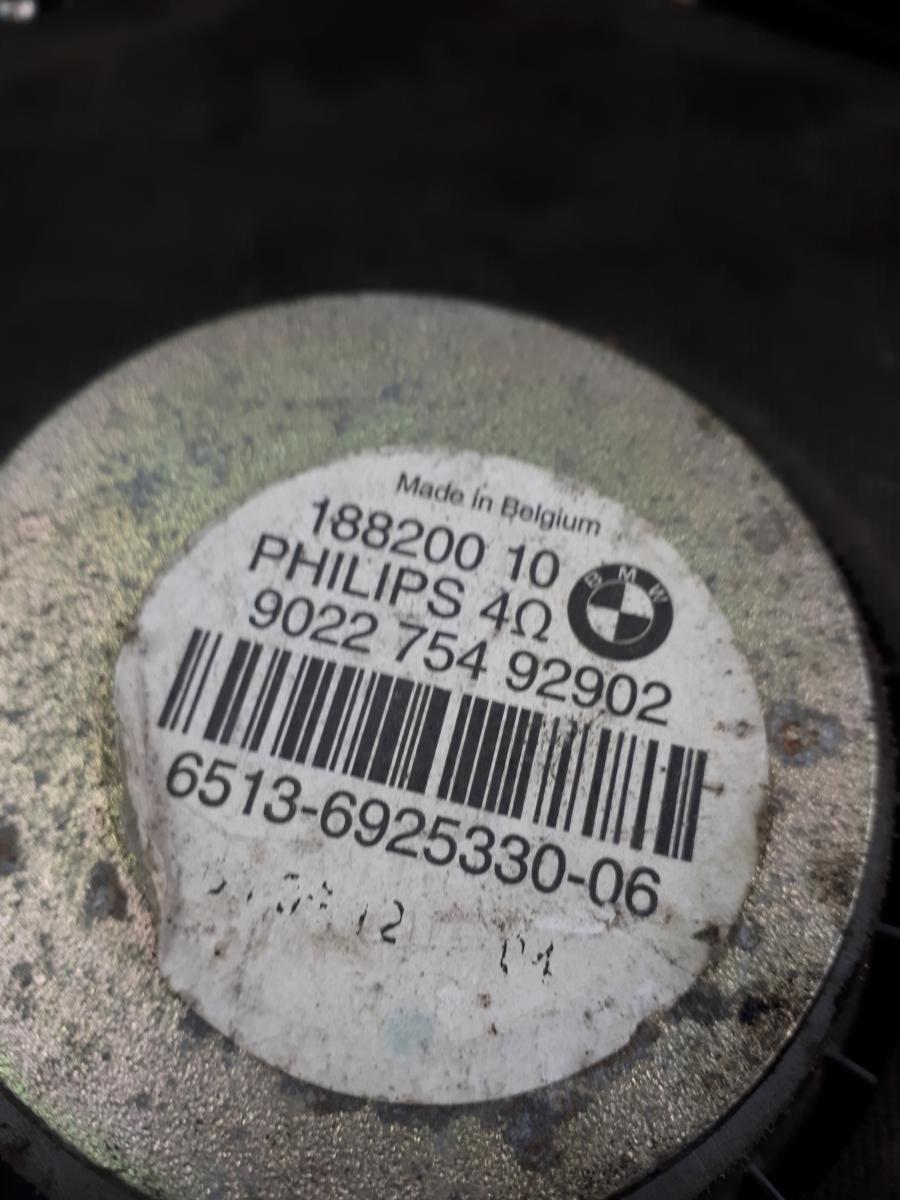 Made in Belgium
188200 10
PHILIPS 4Ω
BMW
9022 754 92902
6513-6925330-06